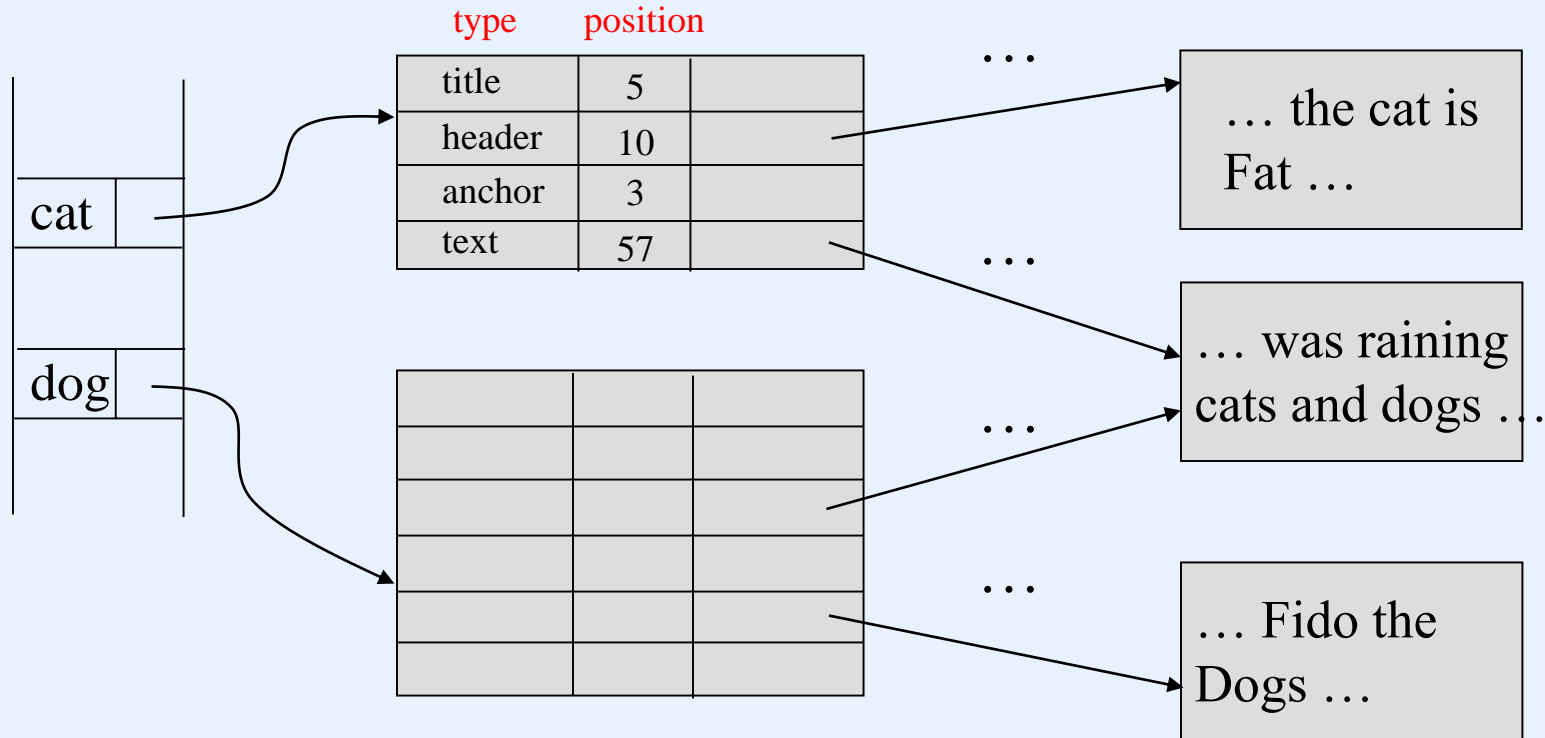 type position
cat
dog
title 5
header 10
anchor 3
text 57
…
…
…
…
… the cat is
Fat …
… was raining
cats and dogs …
… Fido the
Dogs …